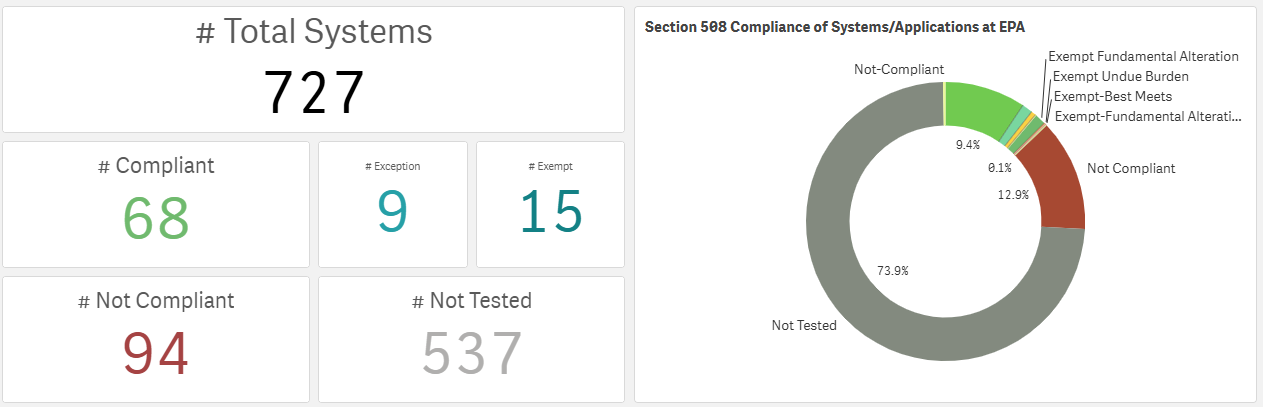 # Total Systems
727
# Compliant
68
# Exception
9
# Exempt
15
# Not Compliant
94
# Not Tested
537
Section 508 Compliance of Systems/Applications at EPA
Not-Compliant
Exempt Fundamental Alteration
Exempt Undue Burden
Exempt-Best Meets
Exempt-Fundamental Alterati...
9.4%
0.1%
Not Compliant
12.9%
73.9%
Not Tested